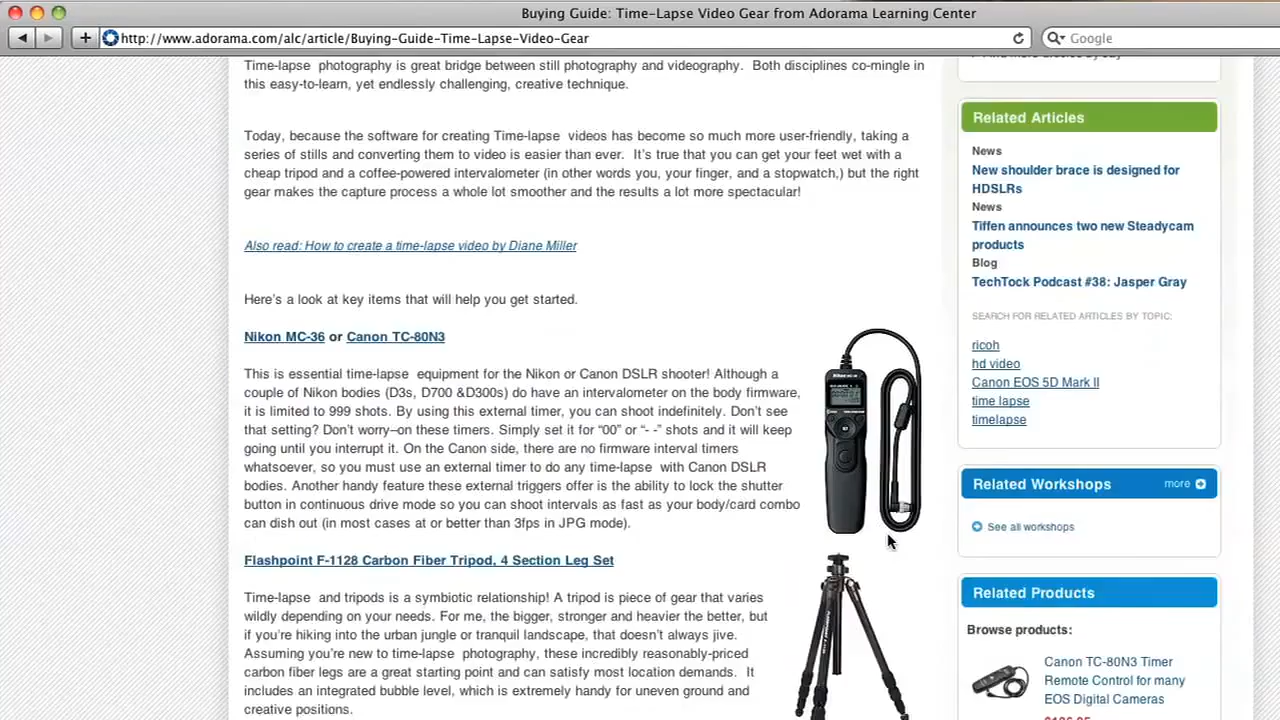 Buying Guide: Time-Lapse Video Gear from Adorama Learning Center
http://www.adorama.com/alc/article/Buying-Guide-Time-Lapse-Video-Gear
Google
Time-lapse photography is great bridge between still photography and videography. Both disciplines co-mingle in
this easy-to-learn, yet endlessly challenging, creative technique.
Today, because the software for creating Time-lapse videos has become so much more user-friendly, taking a
series of stills and converting them to video is easier than ever. It's true that you can get your feet wet with a
cheap tripod and a coffee-powered intervalometer (in other words you, your finger, and a stopwatch,) but the right
gear makes the capture process a whole lot smoother and the results a lot more spectacular!
Also read: How to create a time-lapse video by Diane Miller
Here's a look at key items that will help you get started.
Nikon MC-36 or Canon TC-80N3
This is essential time-lapse equipment for the Nikon or Canon DSLR shooter! Although a
couple of Nikon bodies (D3s, D700 &D300s) do have an intervalometer on the body firmware,
it is limited to 999 shots. By using this external timer, you can shoot indefinitely. Don't see
that setting? Don't worry–on these timers. Simply set it for “00” or “- -” shots and it will keep
going until you interrupt it. On the Canon side, there are no firmware interval timers
whatsoever, so you must use an external timer to do any time-lapse with Canon DSLR
bodies. Another handy feature these external triggers offer is the ability to lock the shutter
button in continuous drive mode so you can shoot intervals as fast as your body/card combo
can dish out (in most cases at or better than 3fps in JPG mode).
Flashpoint F-1128 Carbon Fiber Tripod, 4 Section Leg Set
Time-lapse and tripods is a symbiotic relationship! A tripod is piece of gear that varies
wildly depending on your needs. For me, the bigger, stronger and heavier the better, but
if you're hiking into the urban jungle or tranquil landscape, that doesn't always jive.
Assuming you're new to time-lapse photography, these incredibly reasonably-priced
carbon fiber legs are a great starting point and can satisfy most location demands. It
includes an integrated bubble level, which is extremely handy for uneven ground and
creative positions.
Related Articles
News
New shoulder brace is designed for
HDSLRs
News
Tiffen announces two new Steadycam
products
Blog
TechTock Podcast #38: Jasper Gray
SEARCH FOR RELATED ARTICLES BY TOPIC:
ricoh
hd video
Canon EOS 5D Mark II
time lapse
timelapse
Related Workshops
more
See all workshops
Related Products
Browse products:
Canon TC-80N3 Timer
Remote Control for many
EOS Digital Cameras